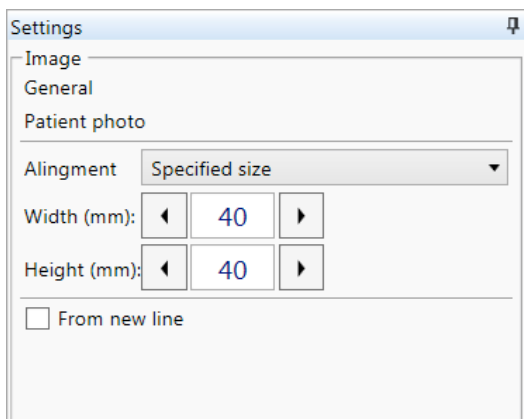 Settings
Image
General
Patient photo
Alingment Specified size
Width (mm): 40
Height (mm): 40
From new line